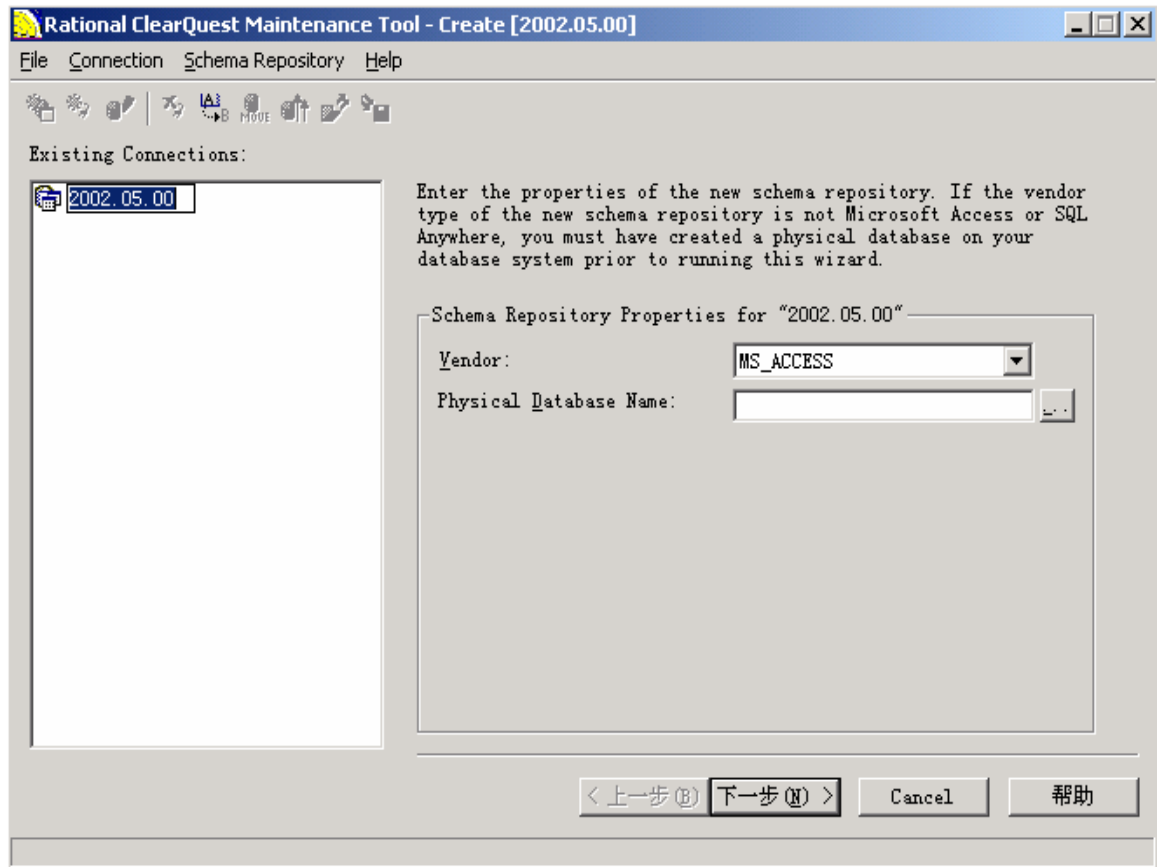 Rational ClearQuest Maintenance Tool - Create [2002.05.00]
File Connection Schema Repository Help
A B MOVE
Existing Connections:
2002.05.00
Enter the properties of the new schema repository. If the vendor
type of the new schema repository is not Microsoft Access or SQL
Anywhere, you must have created a physical database on your
database system prior to running this wizard.
Schema Repository Properties for "2002.05.00"
Vendor: MS_ACCESS
Physical Database Name: ...
< 上一步(B) 下一步(N) > Cancel 帮助